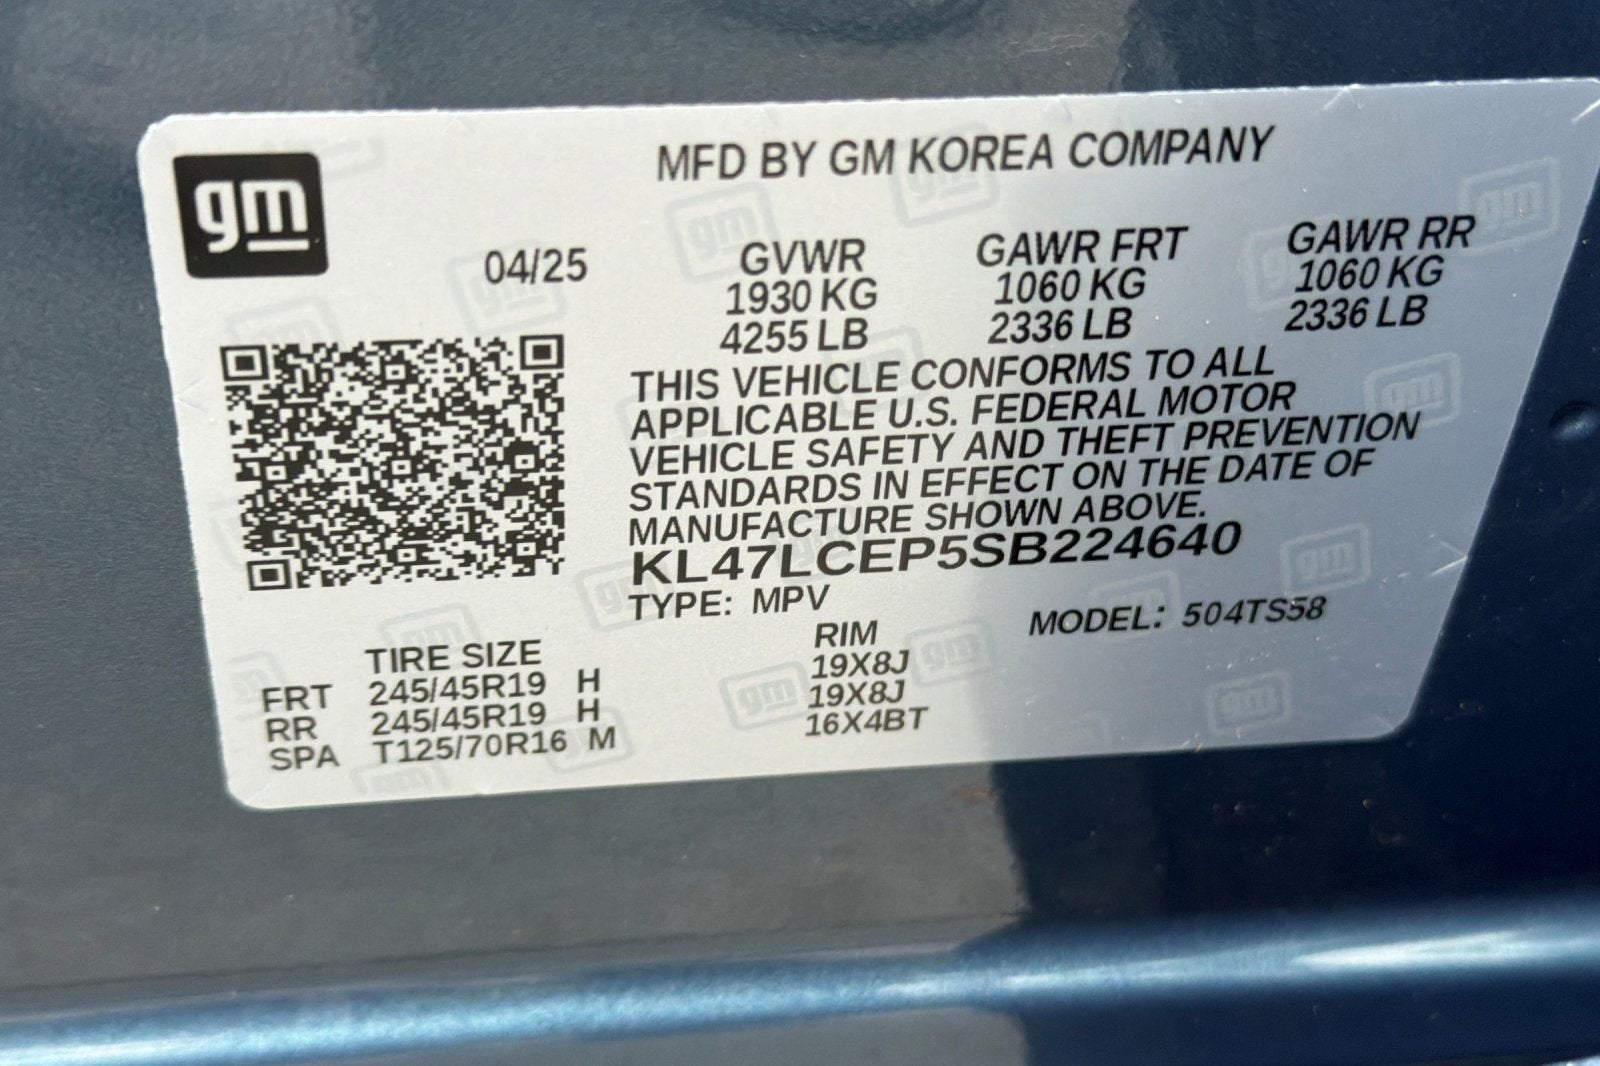 gm
MFD BY GM KOREA COMPANY
04/25
GVWR GAWR FRT GAWR RR
1930 KG 1060 KG 1060 KG
4255 LB 2336 LB 2336 LB
THIS VEHICLE CONFORMS TO ALL
APPLICABLE U.S. FEDERAL MOTOR
VEHICLE SAFETY AND THEFT PREVENTION
STANDARDS IN EFFECT ON THE DATE OF
MANUFACTURE SHOWN ABOVE.
KL47LCEP5SB224640
TYPE: MPV MODEL: 504TS58
TIRE SIZE RIM
FRT 245/45R19 H 19X8J
RR 245/45R19 H 19X8J
SPA T125/70R16 M 16X4BT